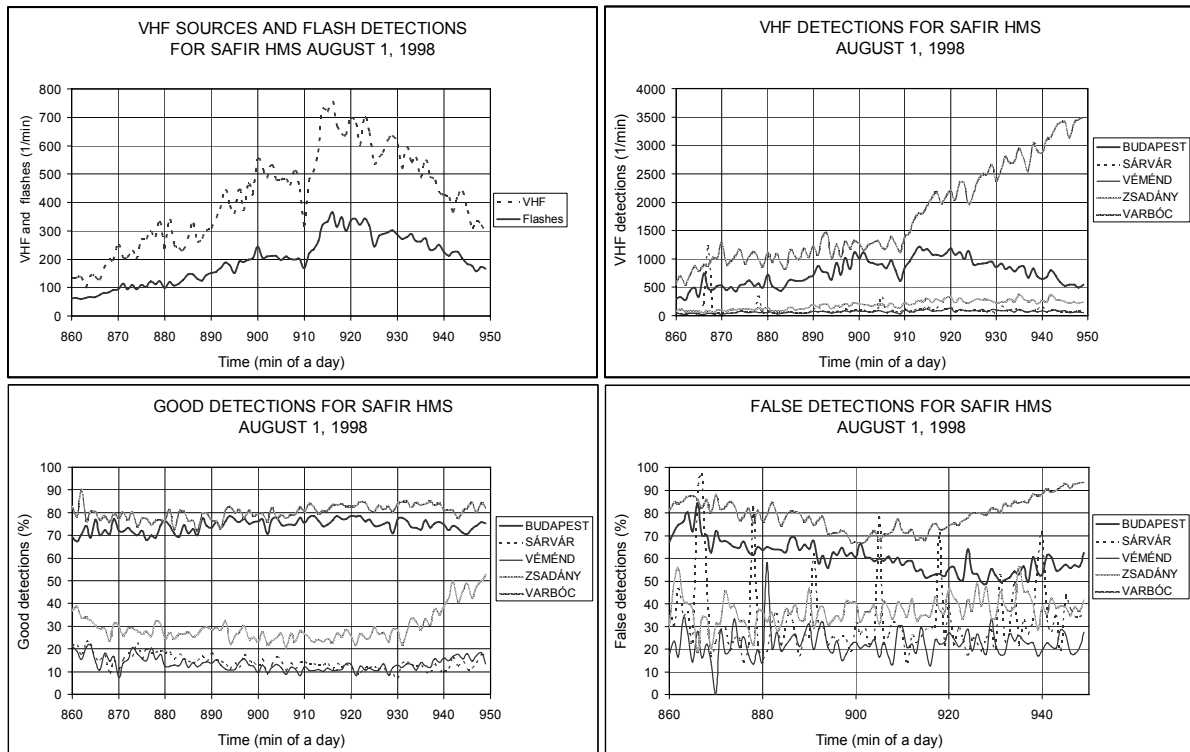 VHF SOURCES AND FLASH DETECTIONS
FOR SAFIR HMS AUGUST 1, 1998
VHF and flashes (1/min)
800
700
600
500
400
300
200
100
0
860 870 880 890 900 910 920 930 940 950
Time (min of a day)
VHF
Flashes
VHF DETECTIONS FOR SAFIR HMS
AUGUST 1, 1998
VHF detections (1/min)
4000
3500
3000
2500
2000
1500
1000
500
0
860 870 880 890 900 910 920 930 940 950
Time (min of a day)
BUDAPEST
SÁRVÁR
VÉMÉND
ZSADÁNY
VARBÓC
GOOD DETECTIONS FOR SAFIR HMS
AUGUST 1, 1998
Good detections (%)
100
90
80
70
60
50
40
30
20
10
0
860 870 880 890 900 910 920 930 940 950
Time (min of a day)
BUDAPEST
SÁRVÁR
VÉMÉND
ZSADÁNY
VARBÓC
FALSE DETECTIONS FOR SAFIR HMS
AUGUST 1, 1998
False detections (%)
100
90
80
70
60
50
40
30
20
10
0
860 880 900 920 940
Time (min of a day)
BUDAPEST
SÁRVÁR
VÉMÉND
ZSADÁNY
VARBÓC